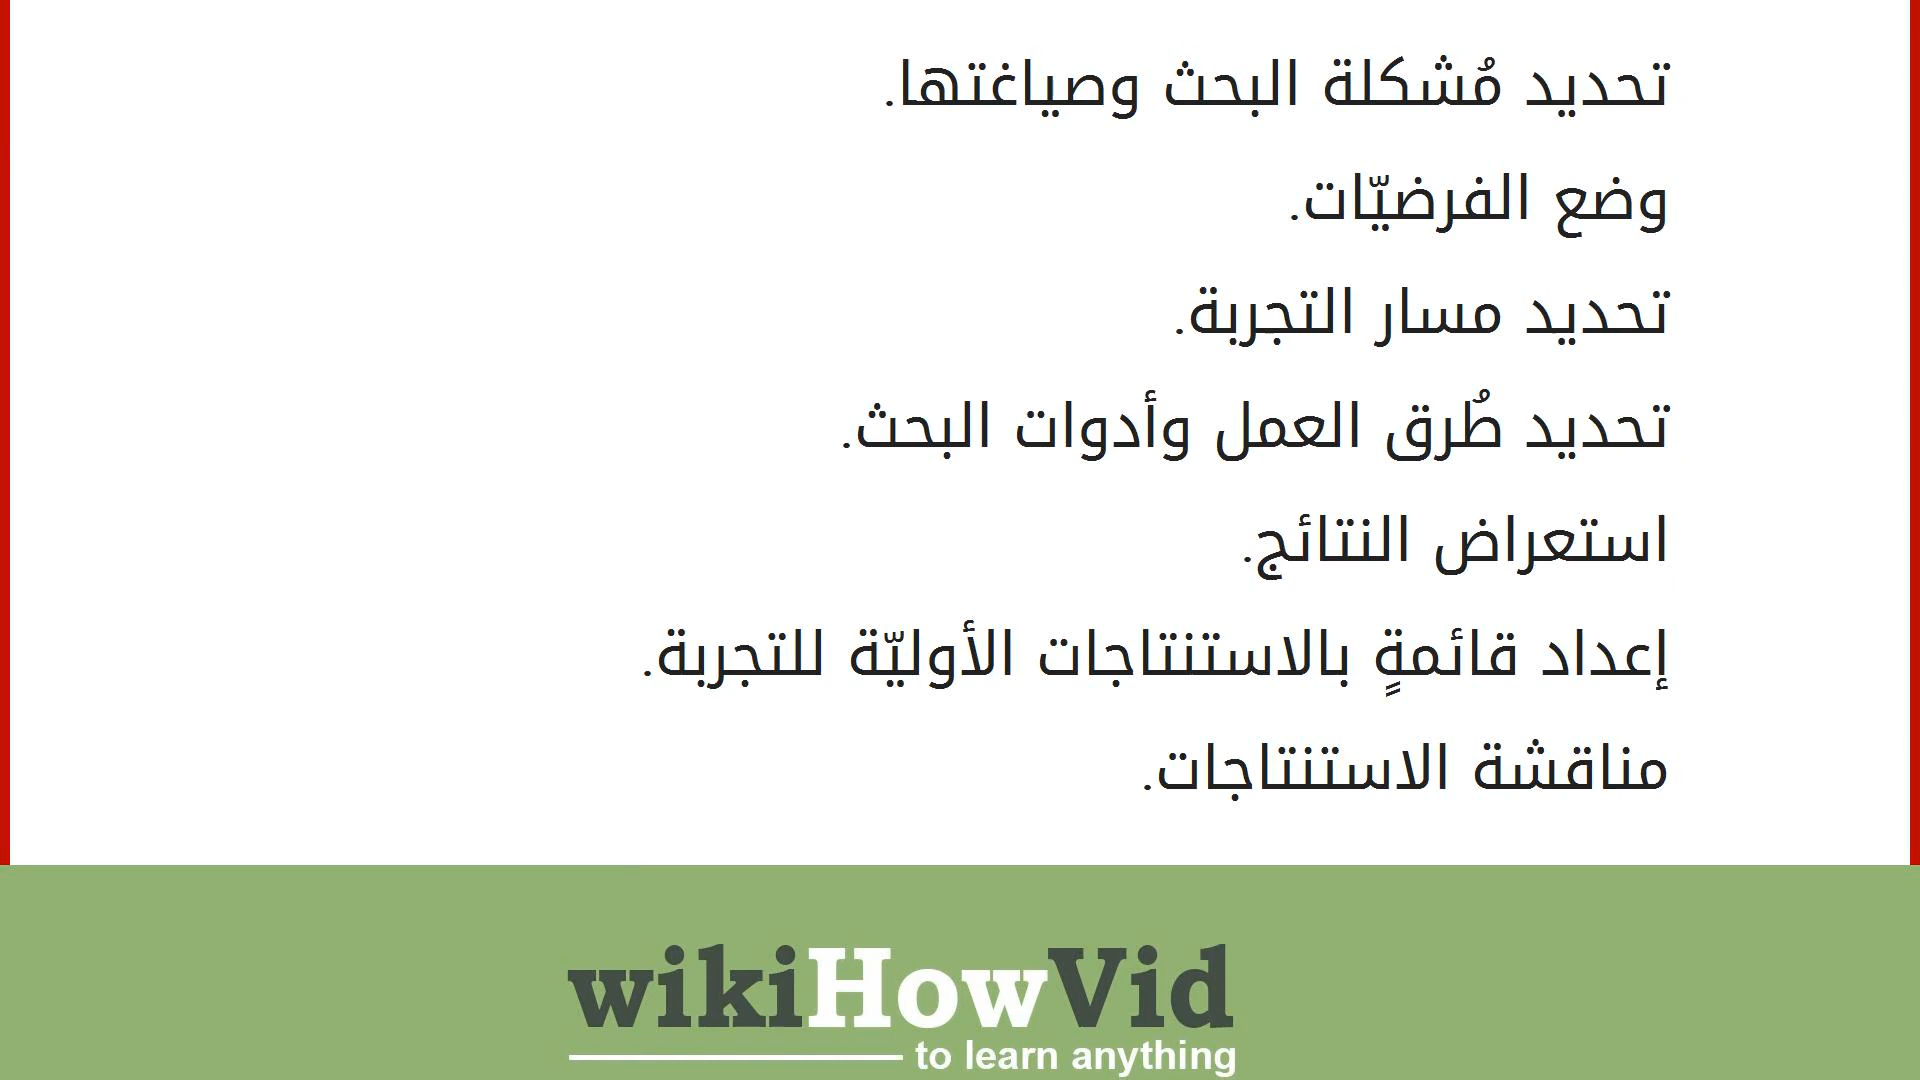 تحديد مُشكلة البحث وصياغتها.
وضع الفرضيّات.
تحديد مسار التجربة.
تحديد طُرق العمل وأدوات البحث.
استعراض النتائج.
إعداد قائمةٍ بالاستنتاجات الأوليّة للتجربة.
مناقشة الاستنتاجات.
wikiHowVid
to learn anything